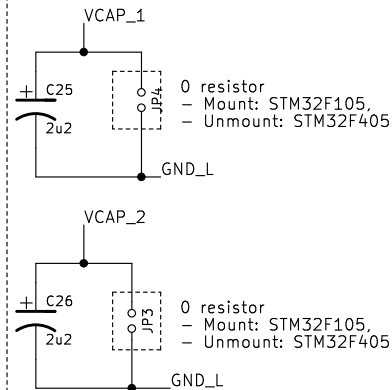 VCAP_1
+ C25
2u2
JP4
0 resistor
- Mount: STM32F105,
- Unmount: STM32F405
GND_L
VCAP_2
+ C26
2u2
JP3
0 resistor
- Mount: STM32F105,
- Unmount: STM32F405
GND_L